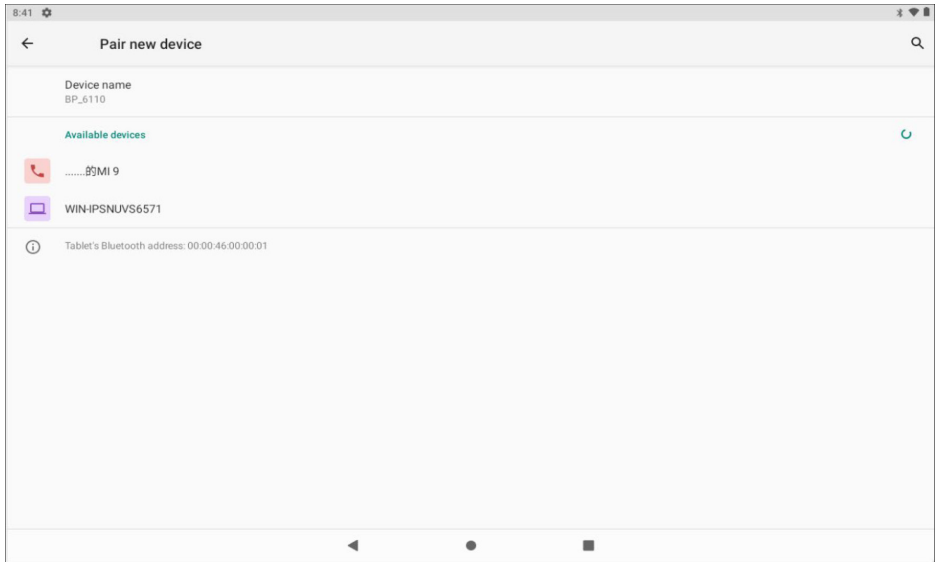 8:41
Pair new device
Device name
BP_6110
Available devices
.......的MI 9
WIN-IPSNUVS6571
Tablet's Bluetooth address: 00:00:46:00:00:01